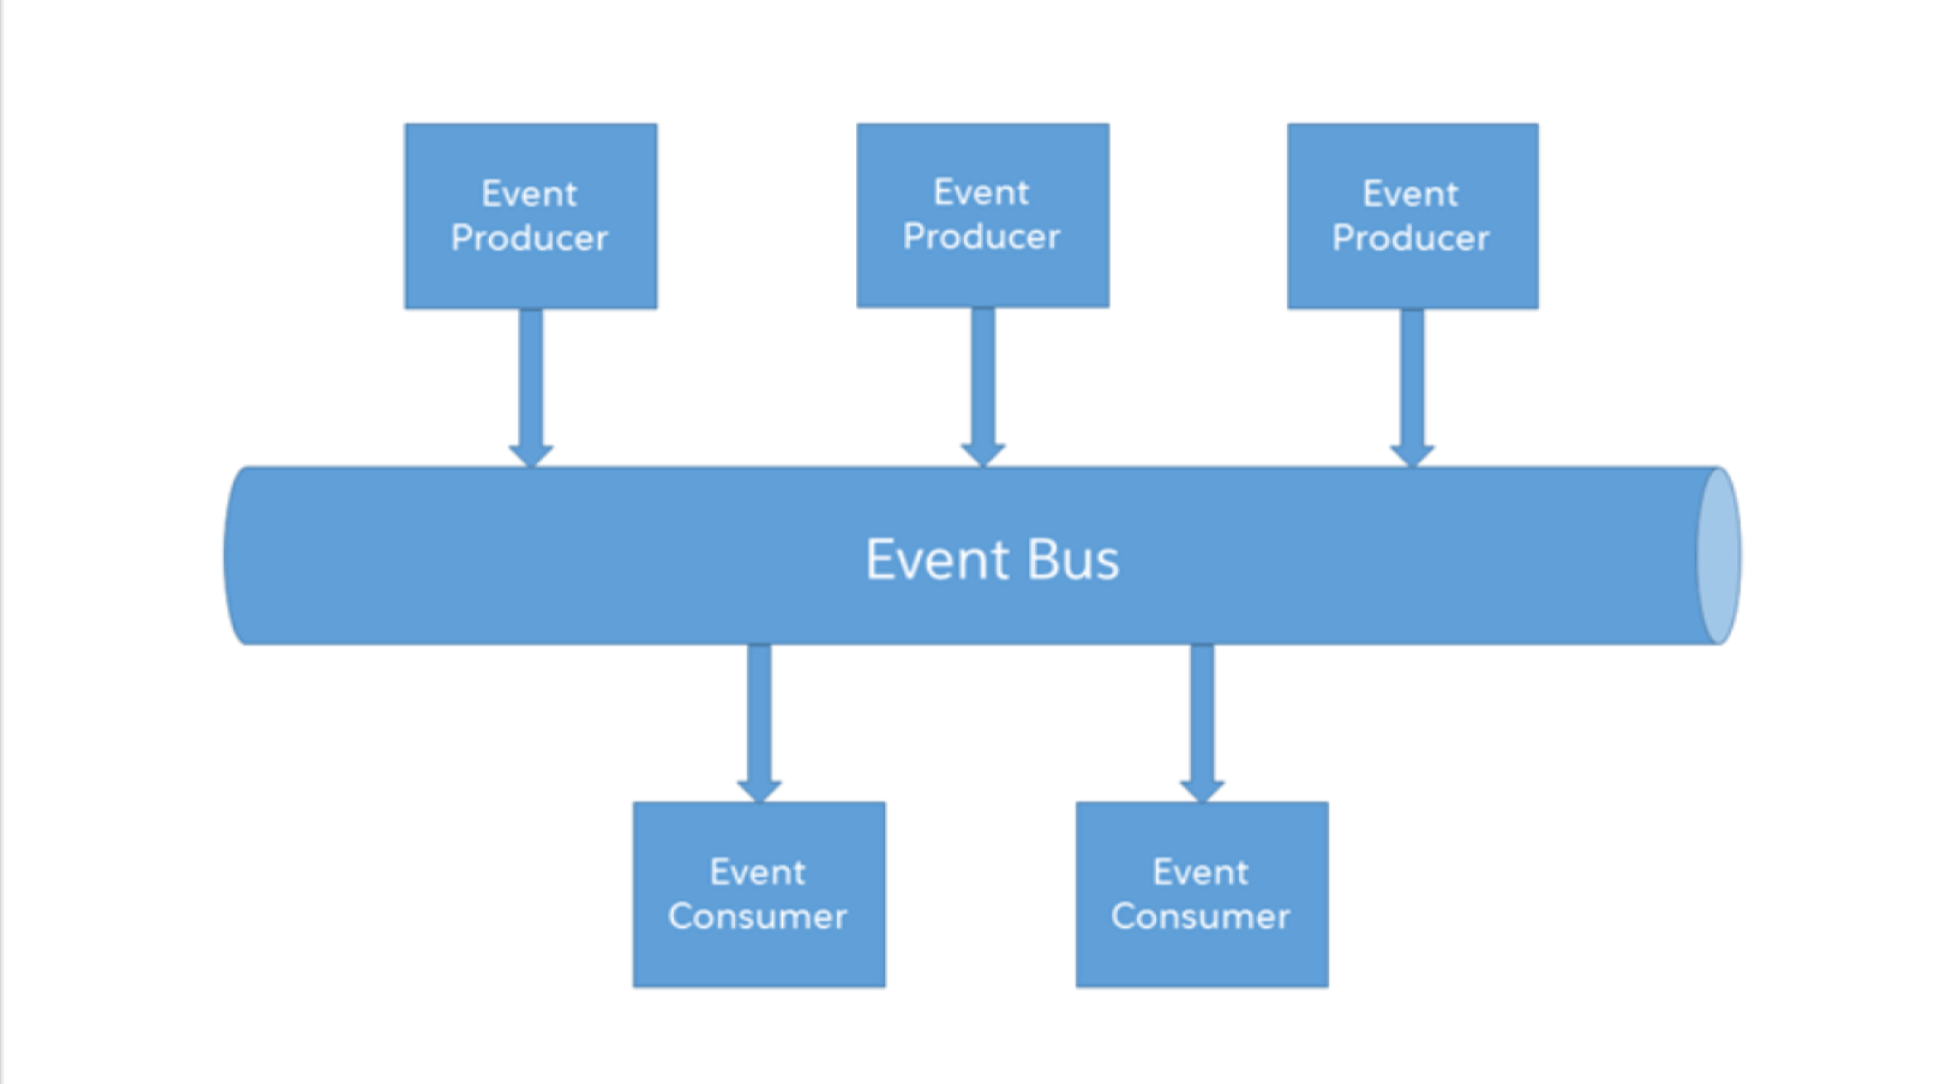 Event
Producer
Event
Producer
Event
Producer
Event Bus
Event
Consumer
Event
Consumer